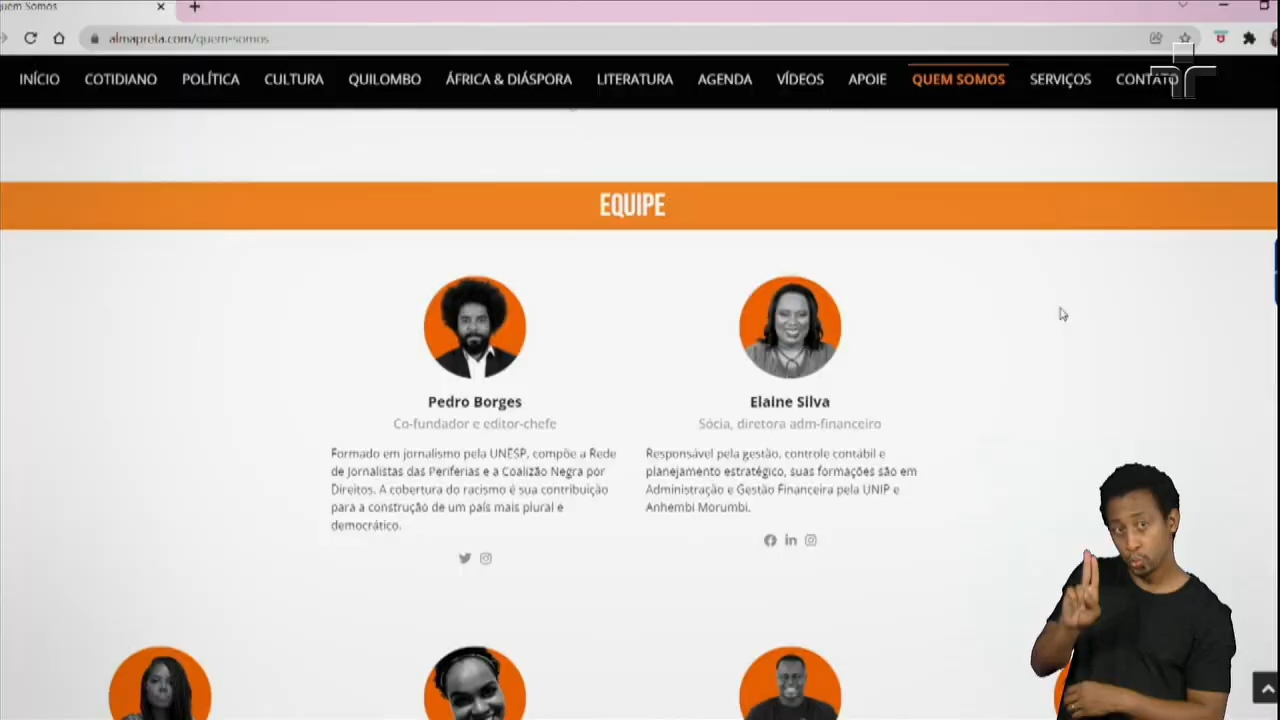 uem Somos
almapreta.com/quem-somos
INÍCIO COTIDIANO POLÍTICA CULTURA QUILOMBO ÁFRICA & DIÁSPORA LITERATURA AGENDA VÍDEOS APOIE QUEM SOMOS SERVIÇOS CONTATO
EQUIPE
Pedro Borges
Co-fundador e editor-chefe
Formado em jornalismo pela UNESP, compõe a Rede
de Jornalistas das Periferias e a Coalizão Negra por
Direitos. A cobertura do racismo é sua contribuição
para a construção de um país mais plural e
democrático.
Elaine Silva
Sócia, diretora adm-financeiro
Responsável pela gestão, controle contábil e
planejamento estratégico, suas formações são em
Administração e Gestão Financeira pela UNIP e
Anhembi Morumbi.